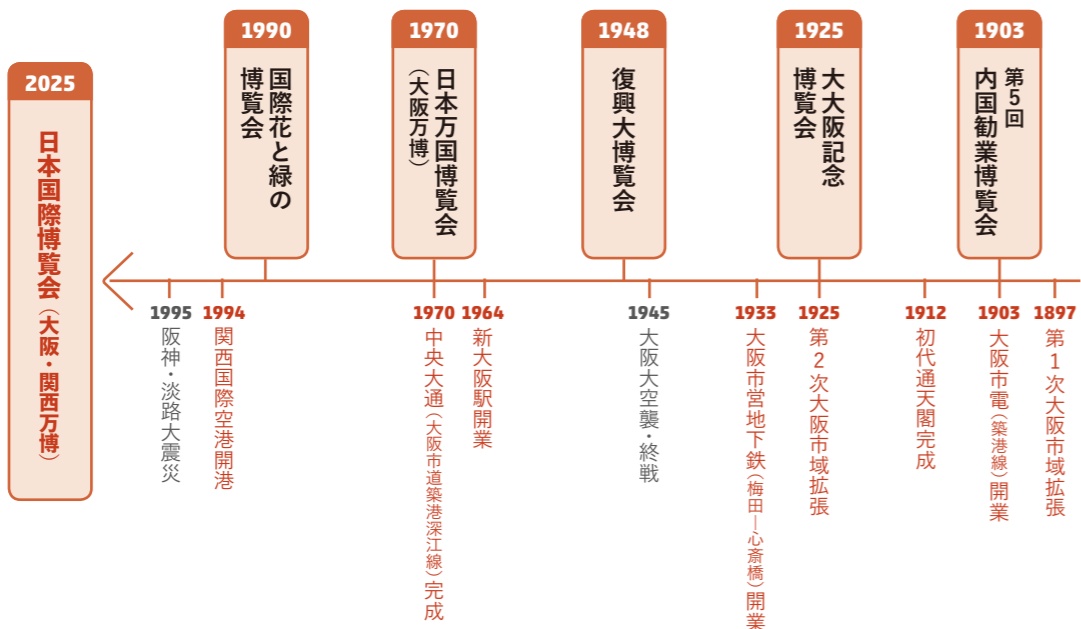 1903
第5回
内国勧業博覧会
1925
大大阪記念
博覧会
1948
復興大博覧会
1970
日本万国博覧会
（大阪万博）
1990
国際花と緑の
博覧会
2025
日本国際博覧会（大阪・関西万博）
1897
第1次大阪市域拡張
1903
大阪市電（築港線）開業
1912
初代通天閣完成
1925
第2次大阪市域拡張
1933
大阪市営地下鉄（梅田―心斎橋）開業
1945
大阪大空襲・終戦
1964
新大阪駅開業
1970
中央大通（大阪市道築港深江線）完成
1994
関西国際空港開港
1995
阪神・淡路大震災